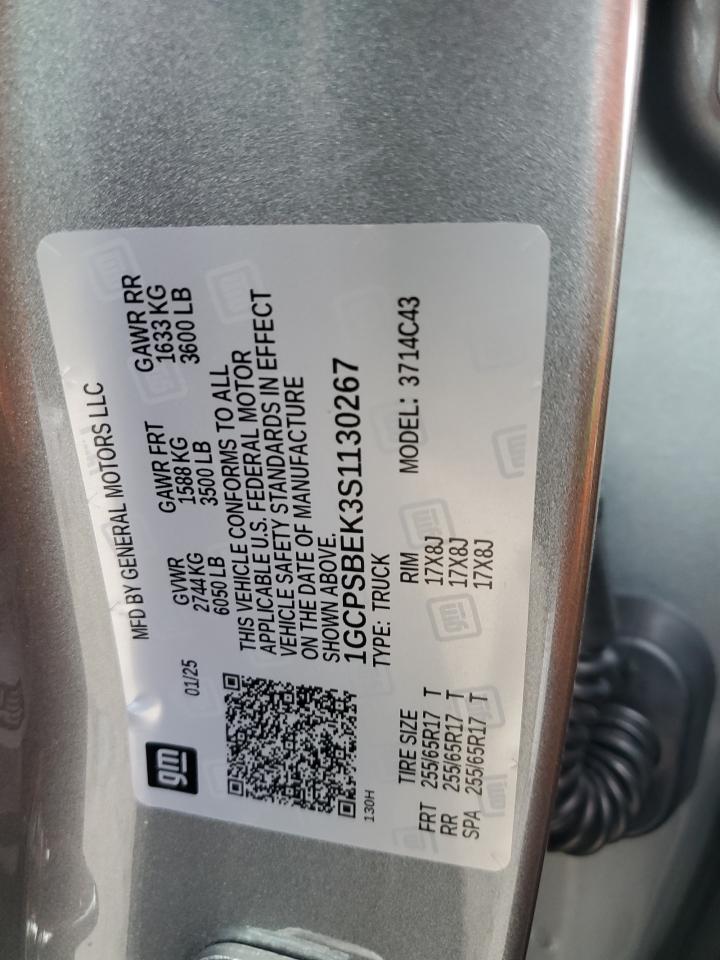 MFD BY GENERAL MOTORS LLC
gm
01/25
GVWR GAWR FRT GAWR RR
2744 KG 1588 KG 1633 KG
6050 LB 3500 LB 3600 LB
THIS VEHICLE CONFORMS TO ALL
APPLICABLE U.S. FEDERAL MOTOR
VEHICLE SAFETY STANDARDS IN EFFECT
ON THE DATE OF MANUFACTURE
SHOWN ABOVE.
1GCPSBEK3S1130267
TYPE: TRUCK
130H
TIRE SIZE RIM MODEL: 3714C43
FRT 255/65R17 T 17X8J
RR 255/65R17 T 17X8J
SPA 255/65R17 T 17X8J